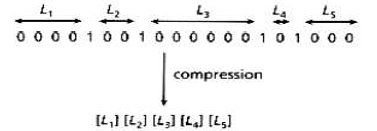 L₁ L₂ L₃ L₄ L₅
0 0 0 0 1 0 0 1 0 0 0 0 0 0 1 0 1 0 0 0
compression
[L₁] [L₂] [L₃] [L₄] [L₅]